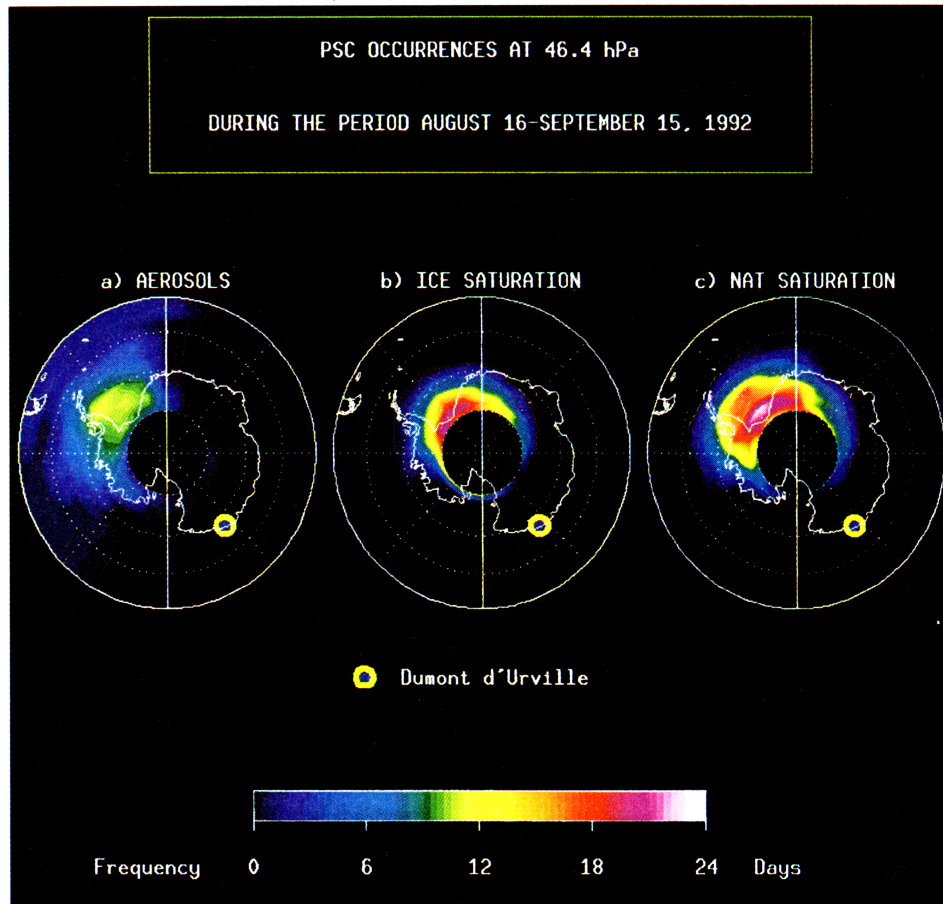 PSC OCCURRENCES AT 46.4 hPa
DURING THE PERIOD AUGUST 16-SEPTEMBER 15, 1992
a) AEROSOLS
b) ICE SATURATION
c) NAT SATURATION
Dumont d'Urville
Frequency 0 6 12 18 24 Days